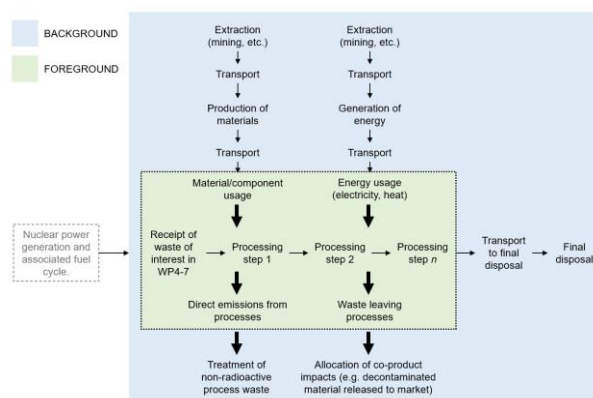 BACKGROUND
FOREGROUND
Extraction
(mining, etc.)
Transport
Production of
materials
Transport
Extraction
(mining, etc.)
Transport
Generation of
energy
Transport
Material/component
usage
Energy usage
(electricity, heat)
Nuclear power
generation and
associated fuel
cycle.
Receipt of
waste of
interest in
WP4-7
Processing
step 1
Processing
step 2
Processing
step n
Transport
to final
disposal
Final
disposal
Direct emissions from
processes
Waste leaving
processes
Treatment of
non-radioactive
process waste
Allocation of co-product
impacts (e.g. decontaminated
material released to market)